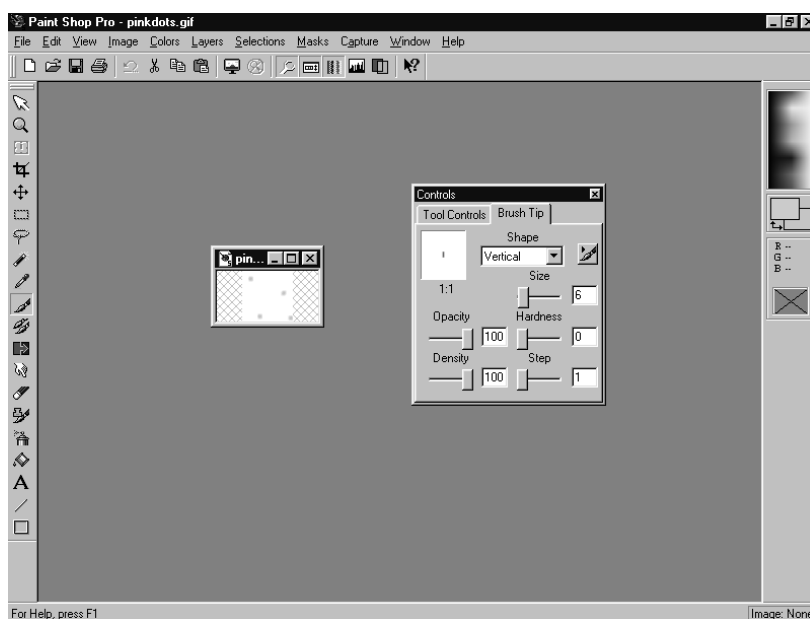 Paint Shop Pro - pinkdots.gif
File Edit View Image Colors Layers Selections Masks Capture Window Help
pin...
Controls
Tool Controls Brush Tip
Shape
Vertical
1:1
Size
6
Opacity Hardness
100 0
Density Step
100 1
R --
G --
B --
A
For Help, press F1
Image: None